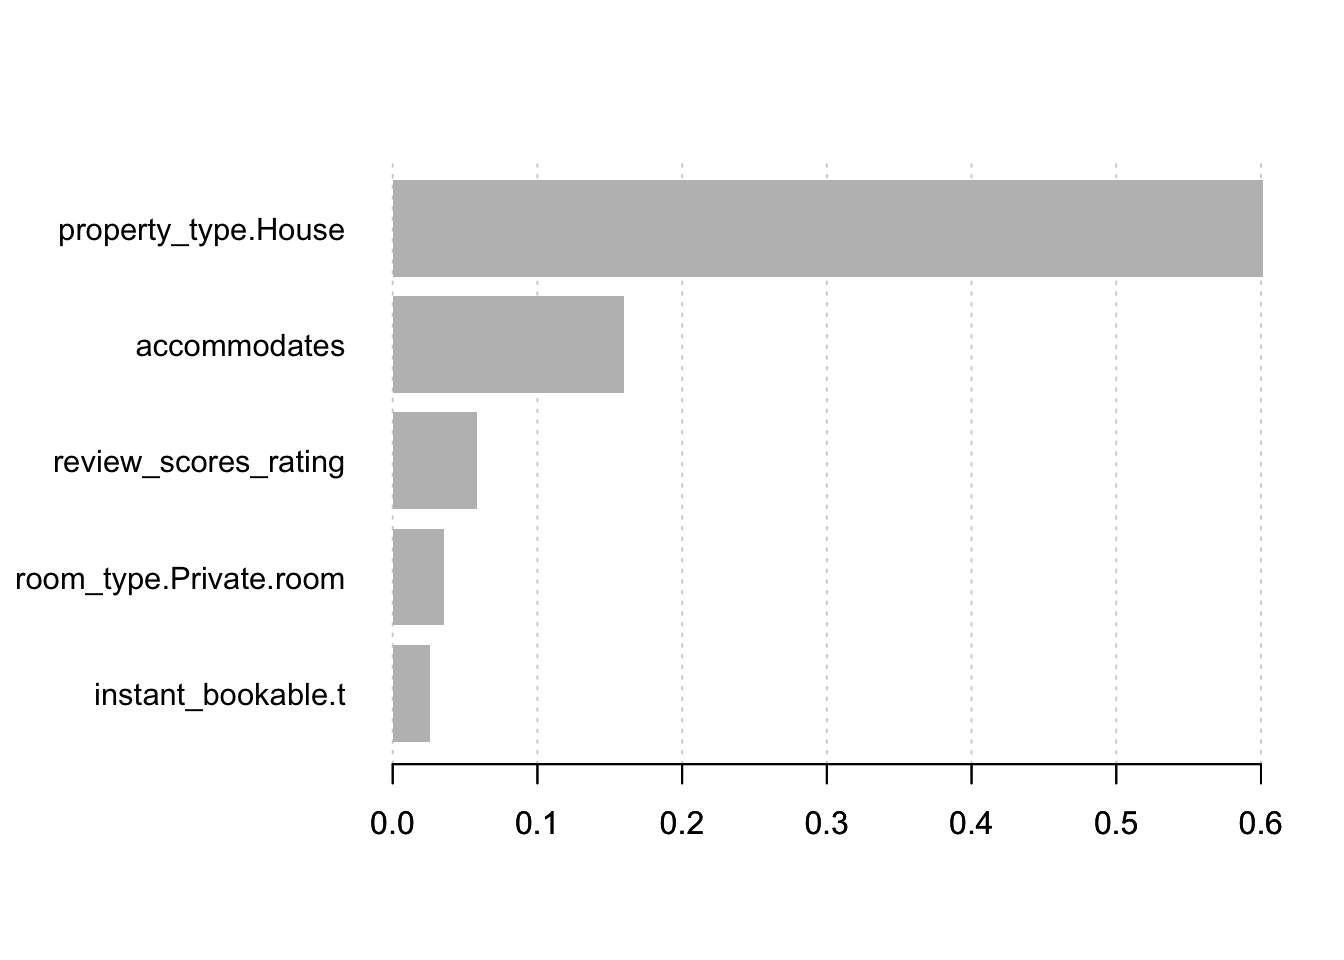 property_type.House
accommodates
review_scores_rating
room_type.Private.room
instant_bookable.t
0.0 0.1 0.2 0.3 0.4 0.5 0.6